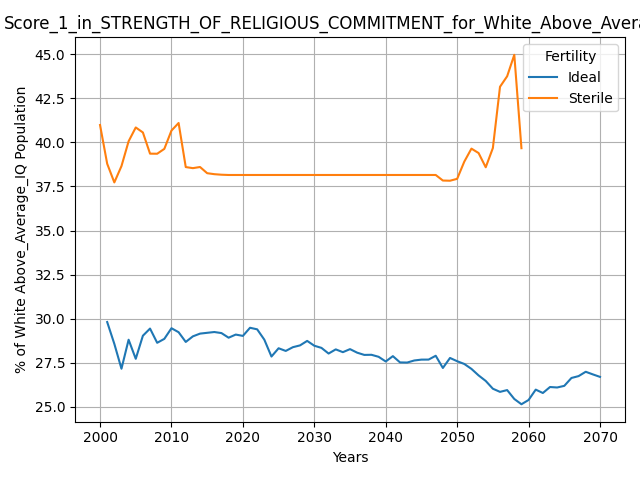 Score_1_in_STRENGTH_OF_RELIGIOUS_COMMITMENT_for_White_Above_Avera
Fertility
Ideal
Sterile
45.0
42.5
40.0
37.5
35.0
32.5
30.0
27.5
25.0
% of White Above_Average_IQ Population
2000 2010 2020 2030 2040 2050 2060 2070
Years